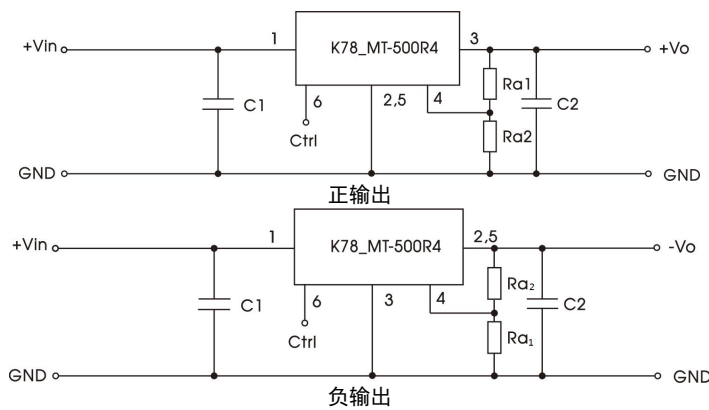 +Vin
1
K78_MT-500R4
3
+Vo
C1
6
2,5
4
Ra1
C2
Ctrl
Ra2
GND
GND
正输出
+Vin
1
K78_MT-500R4
2,5
-Vo
C1
6
3
4
Ra₂
C2
Ctrl
Ra₁
GND
GND
负输出